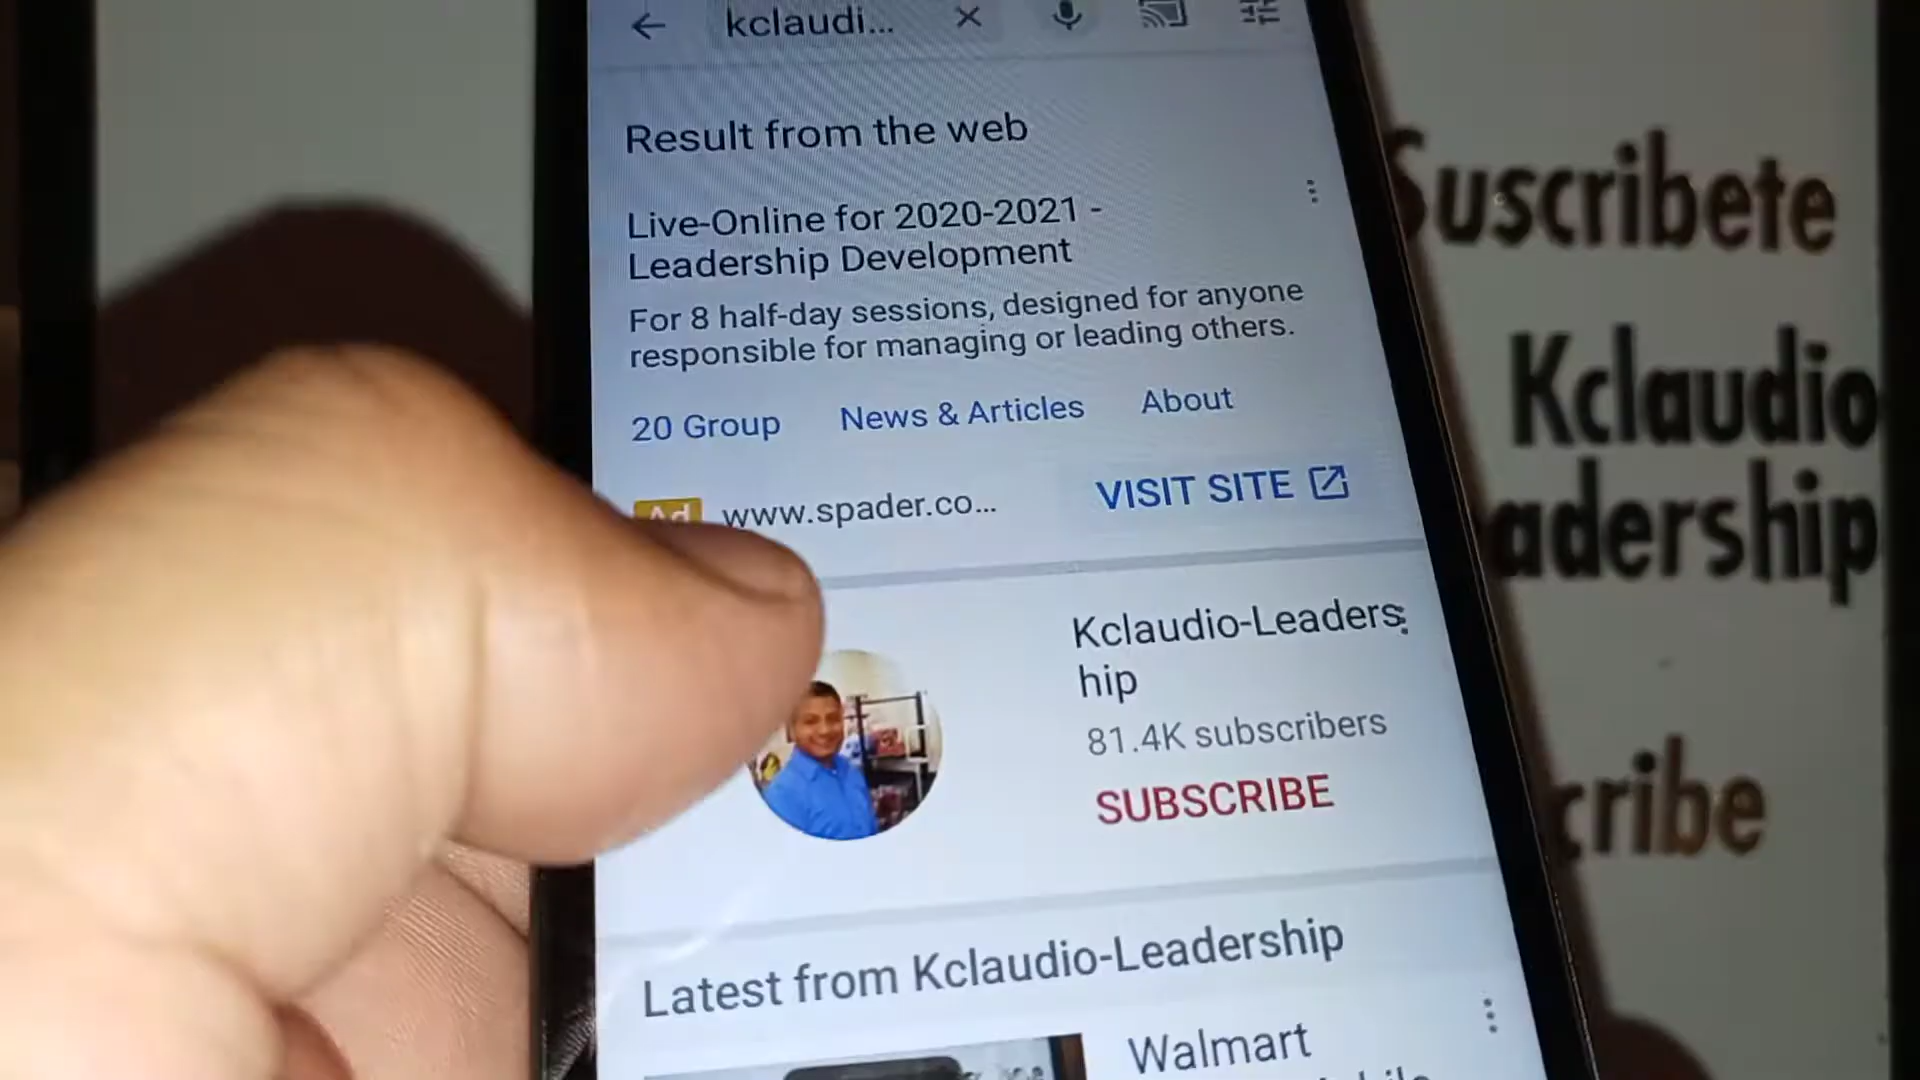 kclaudi...
Result from the web
Live-Online for 2020-2021 -
Leadership Development
For 8 half-day sessions, designed for anyone
responsible for managing or leading others.
20 Group News & Articles About
Ad www.spader.co... VISIT SITE
Kclaudio-Leaders
hip
81.4K subscribers
SUBSCRIBE
Latest from Kclaudio-Leadership
Walmart
Suscribete
Kclaudio
adership
cribe